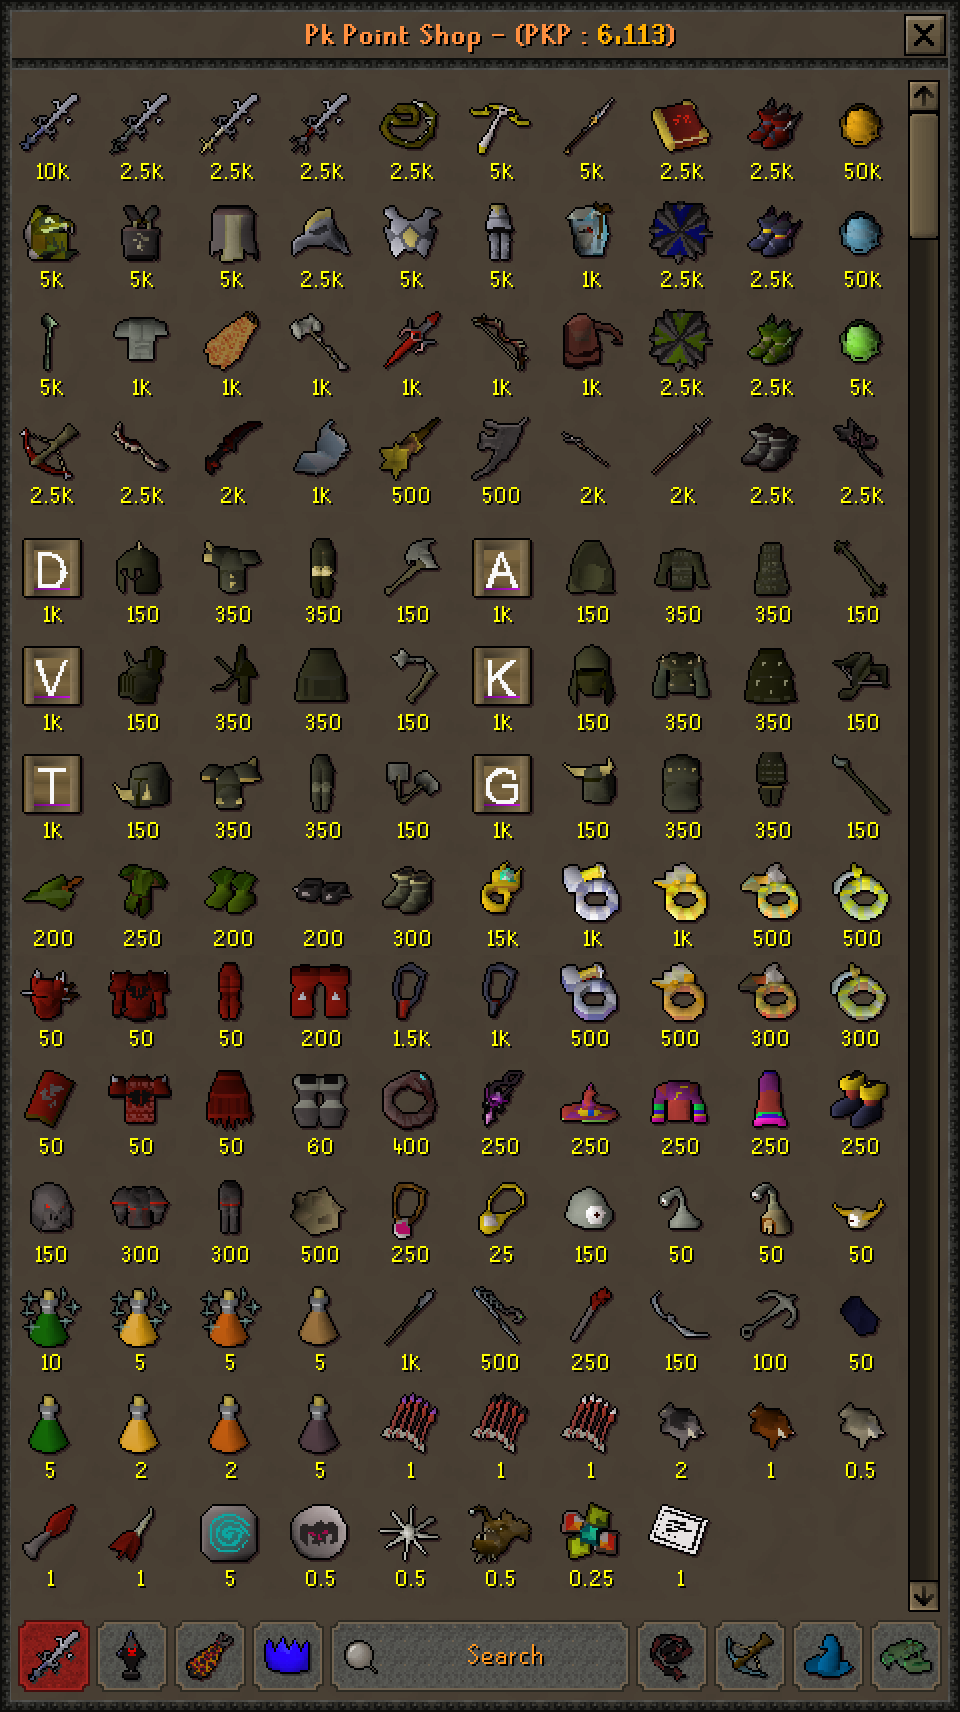 Pk Point Shop - (PKP : 6.113)
10K 2.5K 2.5K 2.5K 2.5K 5K 5K 2.5K 2.5K 50K
5K 5K 5K 2.5K 5K 5K 1K 2.5K 2.5K 50K
5K 1K 1K 1K 1K 1K 1K 2.5K 2.5K 5K
2.5K 2.5K 2K 1K 500 500 2K 2K 2.5K 2.5K
D A
1K 150 350 350 150 1K 150 350 350 150
V K
1K 150 350 350 150 1K 150 350 350 150
T G
1K 150 350 350 150 1K 150 350 350 150
200 250 200 200 300 15K 1K 1K 500 500
50 50 50 200 1.5K 1K 500 500 300 300
50 50 50 60 400 250 250 250 250 250
150 300 300 500 250 25 150 50 50 50
10 5 5 5 1K 500 250 150 100 50
5 2 2 5 1 1 1 2 1 0.5
1 1 5 0.5 0.5 0.5 0.25 1
Search